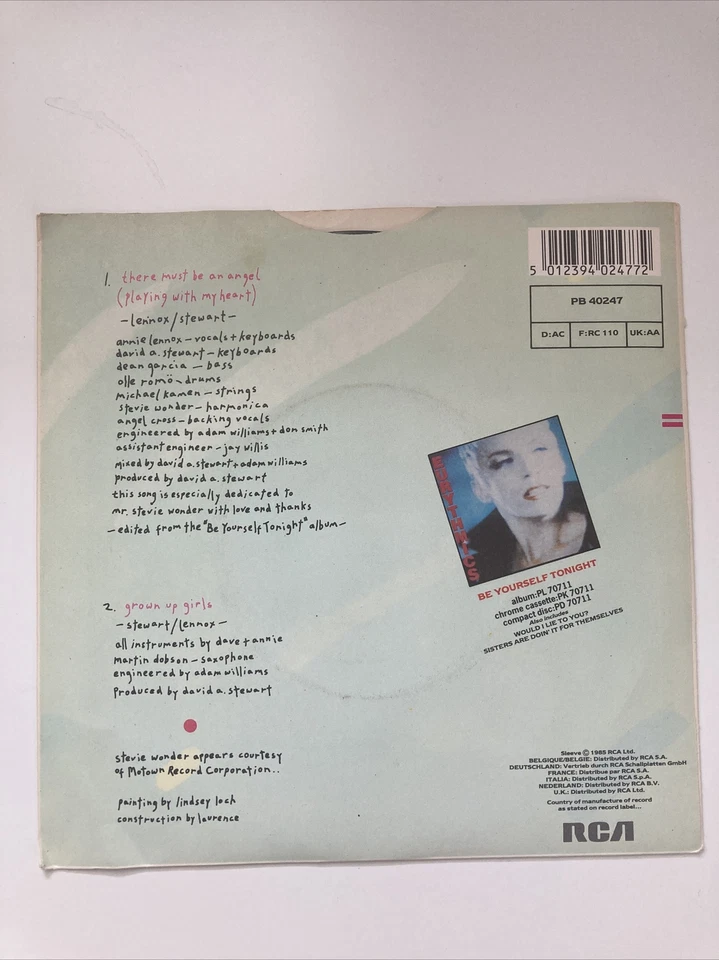 1. there must be an angel
(playing with my heart)
-lennox/stewart-
annie lennox - vocals + keyboards
david a. stewart - keyboards
dean garcia - bass
olle romö - drums
michael kamen - strings
stevie wonder - harmonica
angel cross - backing vocals
engineered by adam williams + don smith
assistant engineer - jay willis
mixed by david a. stewart + adam williams
produced by david a. stewart
this song is especially dedicated to
mr. stevie wonder with love and thanks
-edited from the "Be Yourself Tonight" album-
2. grown up girls
-stewart/lennox-
all instruments by dave + annie
martin dobson - saxophone
engineered by adam williams
produced by david a. stewart
stevie wonder appears courtesy
of Motown Record Corporation..
painting by lindsey loch
construction by laurence
5 012394 024772
PB 40247
D:AC F:RC 110 UK:AA
EURYTHMICS
BE YOURSELF TONIGHT
album:PL 70711
chrome cassette:PK 70711
compact disc:PD 70711
Also includes
WOULD I LIE TO YOU?
SISTERS ARE DOIN' IT FOR THEMSELVES
Sleeve © 1985 RCA Ltd.
BELGIQUE/BELGIE: Distributed by RCA S.A.
DEUTSCHLAND: Vertrieb durch RCA Schallplatten GmbH
FRANCE: Distribue par RCA S.A.
ITALIA: Distributed by RCA S.p.A.
NEDERLAND: Distributed by RCA B.V.
U.K.: Distributed by RCA Ltd.
Country of manufacture of record
as stated on record label...
RCA